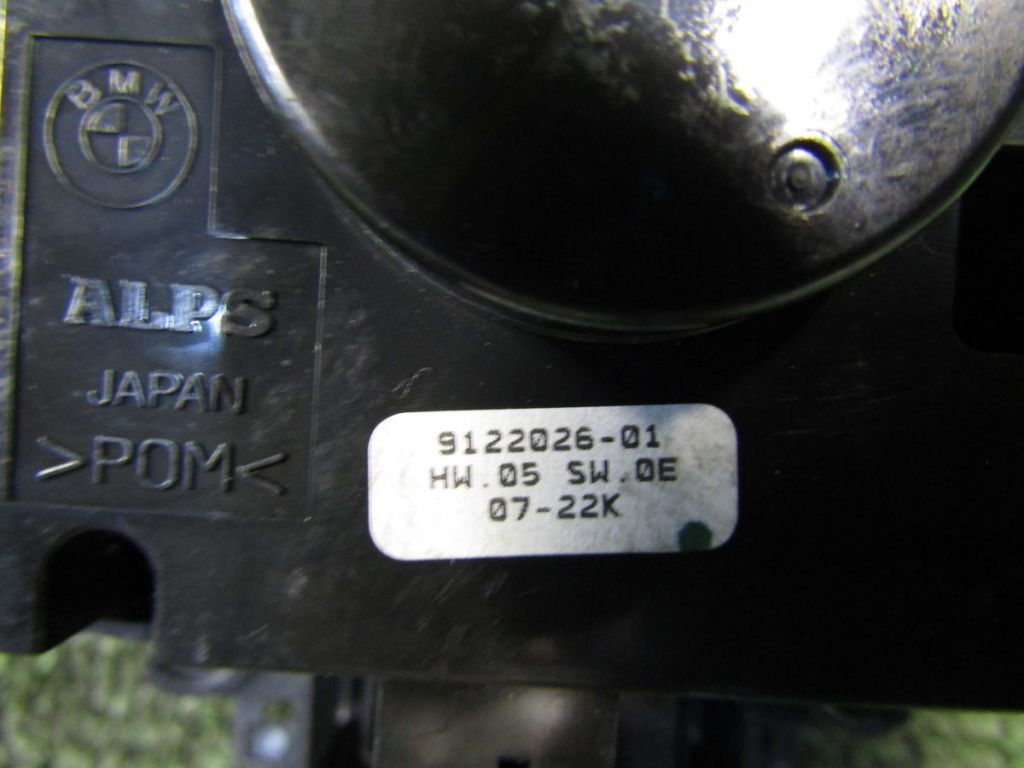 BMW
ALPS
JAPAN
>POM<
9122026-01
HW.05 SW.0E
07-22K